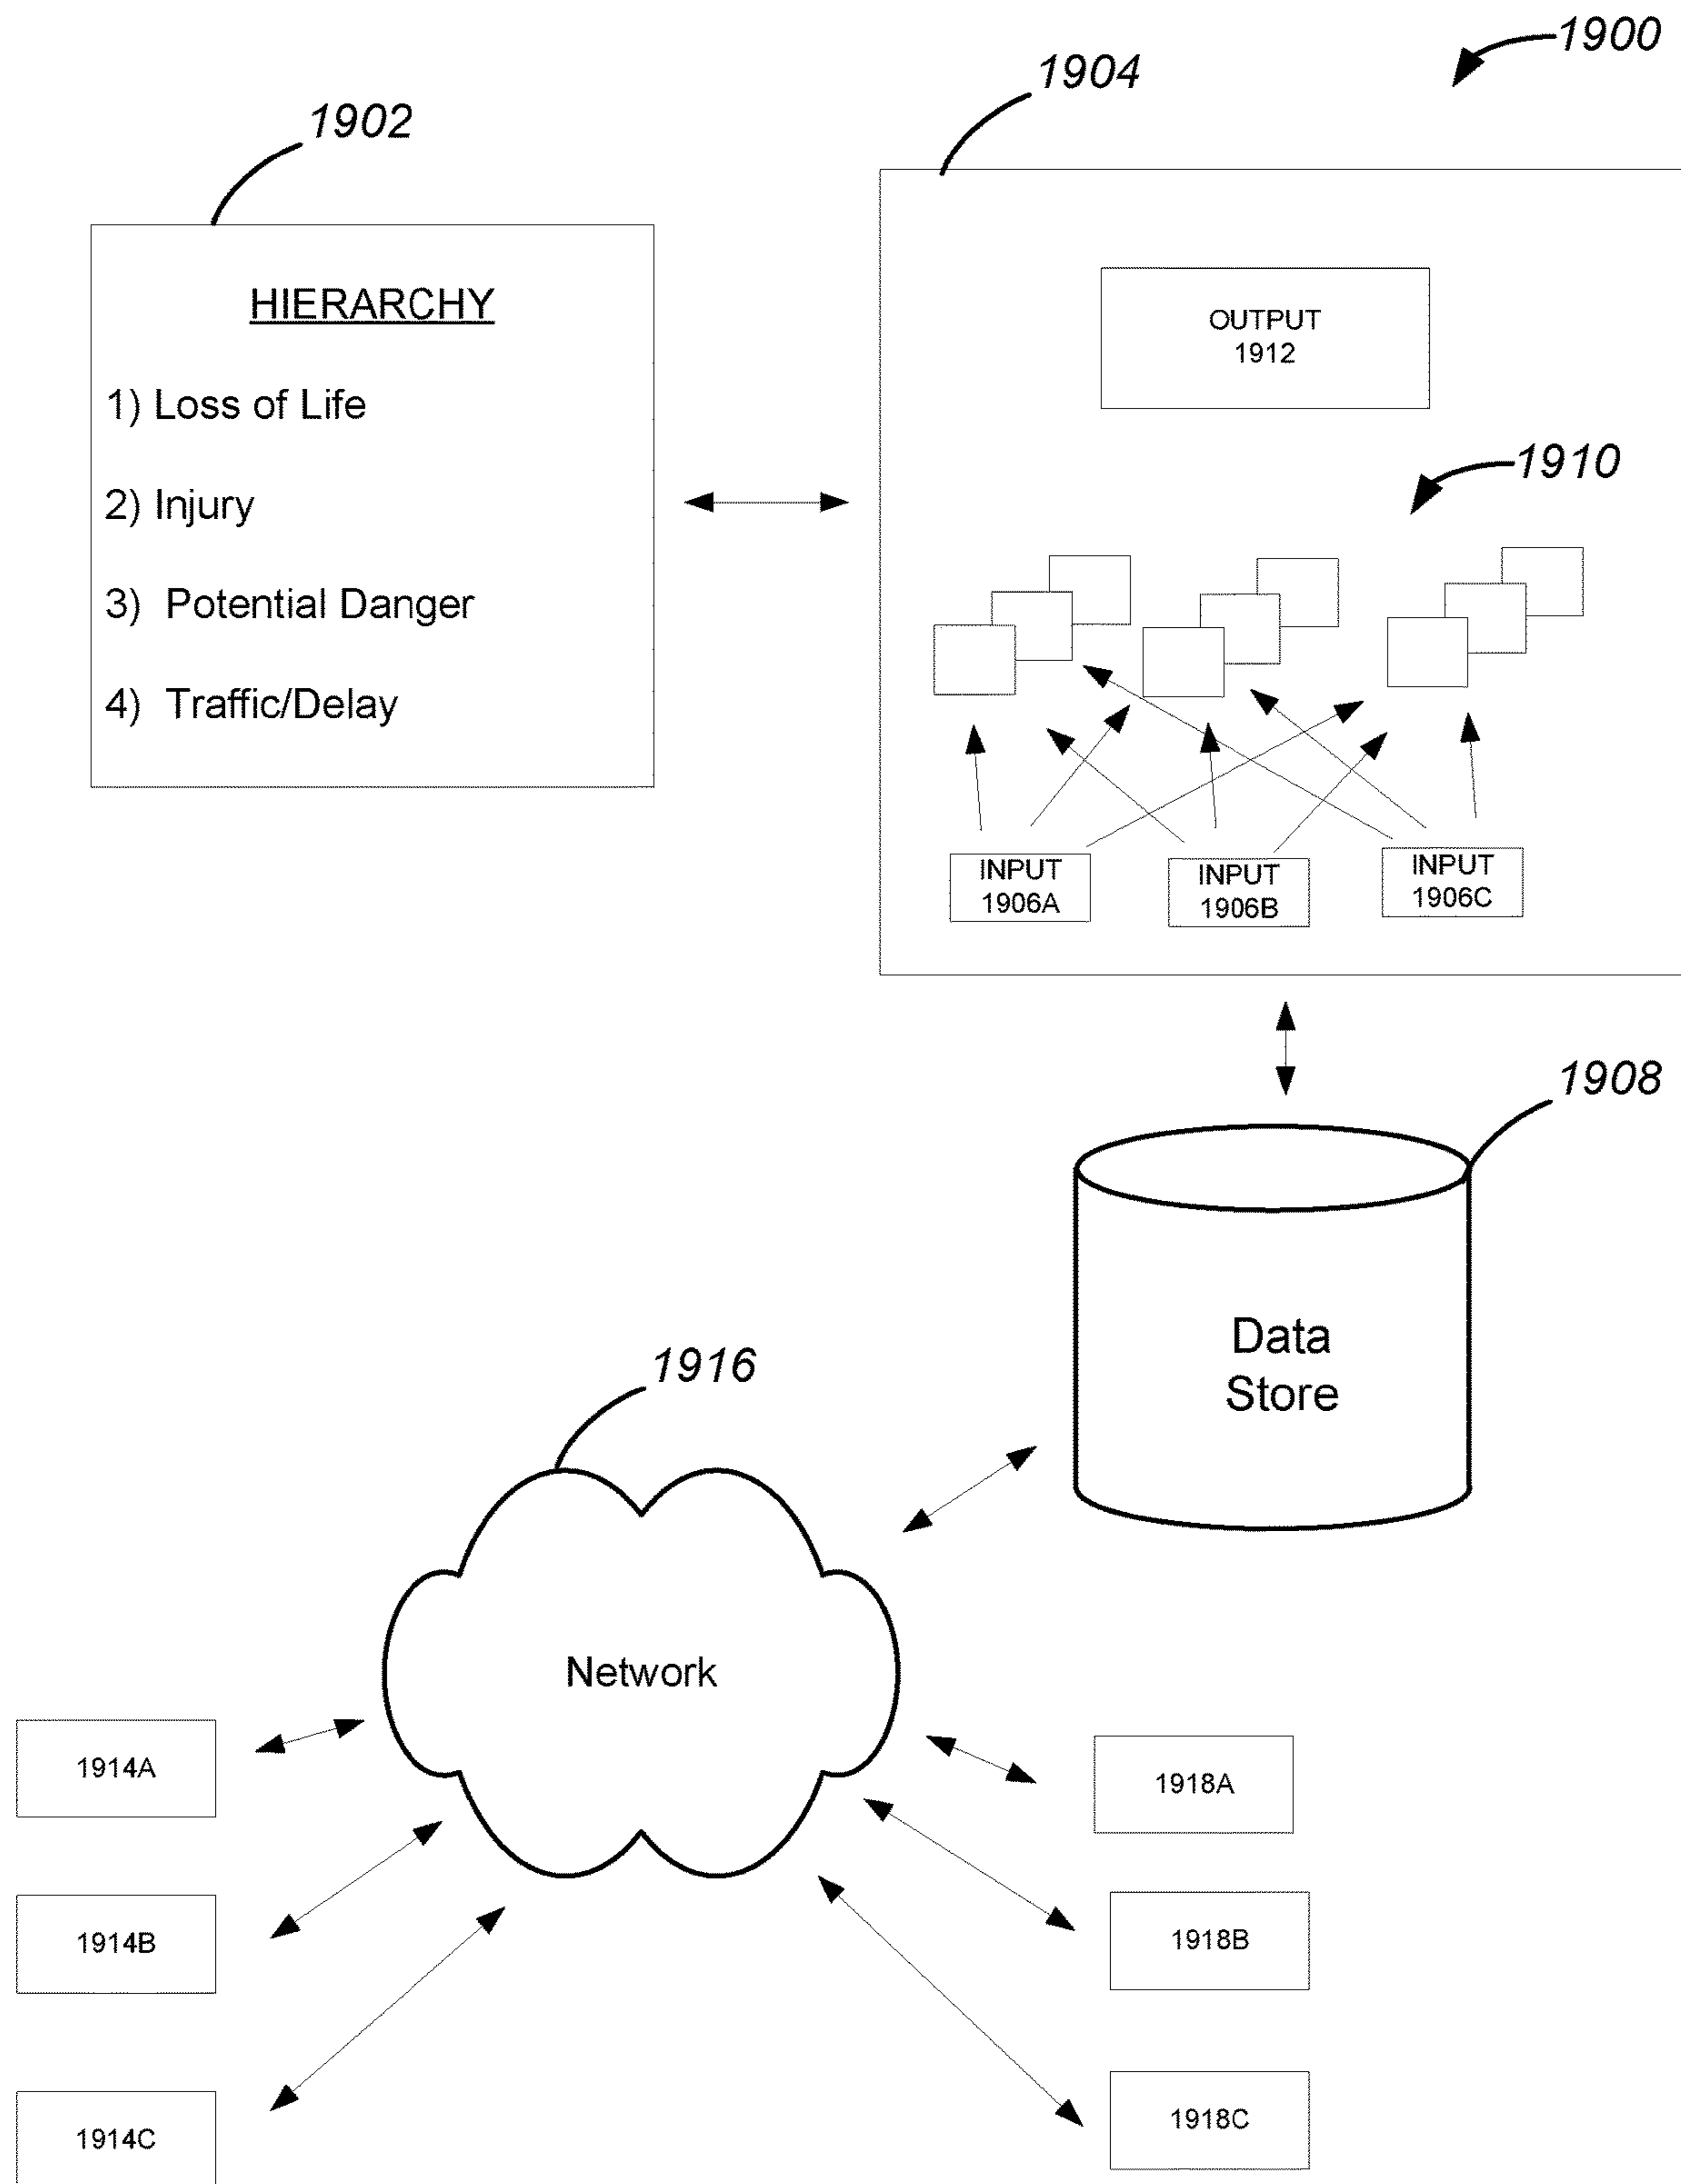 1900
1904
1902
HIERARCHY
1) Loss of Life
2) Injury
3) Potential Danger
4) Traffic/Delay
OUTPUT
1912
1910
INPUT
1906A
INPUT
1906B
INPUT
1906C
1908
Data
Store
1916
Network
1914A
1914B
1914C
1918A
1918B
1918C